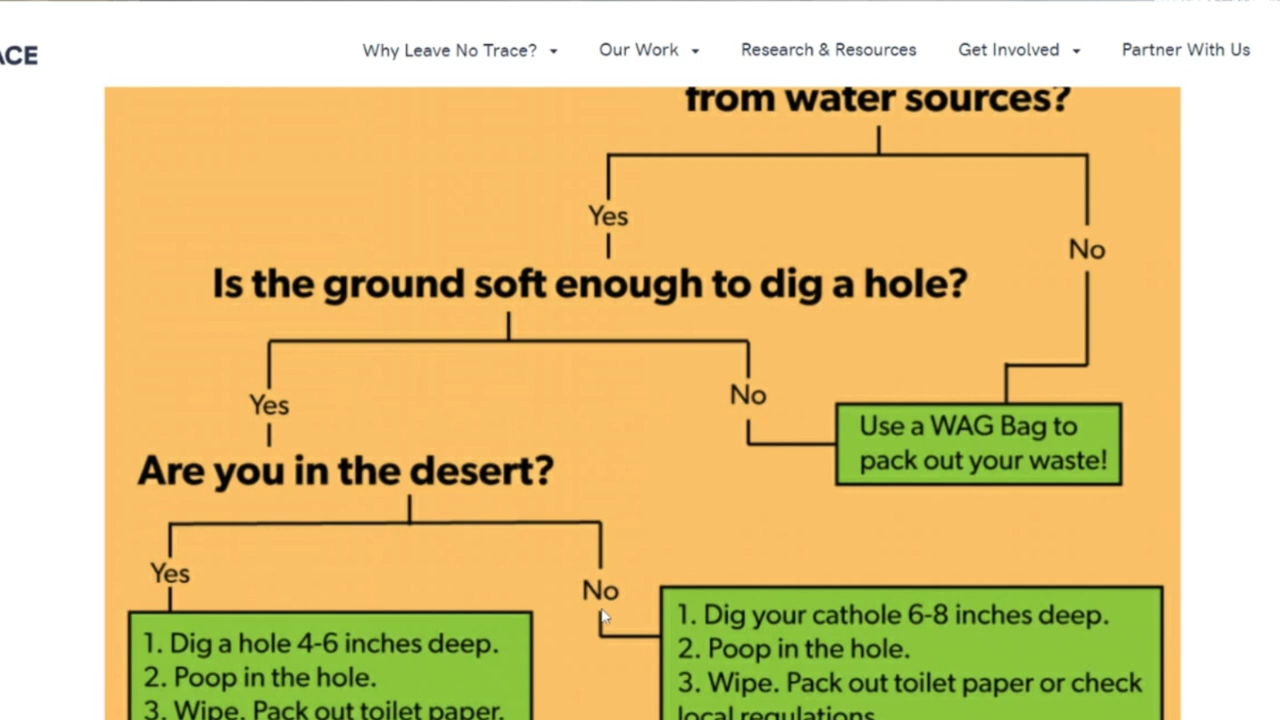 ACE
Why Leave No Trace?
Our Work
Research & Resources
Get Involved
Partner With Us
from water sources?
Yes
No
Is the ground soft enough to dig a hole?
Yes
No
Use a WAG Bag to
pack out your waste!
Are you in the desert?
Yes
No
1. Dig a hole 4-6 inches deep.
2. Poop in the hole.
3. Wipe. Pack out toilet paper.
1. Dig your cathole 6-8 inches deep.
2. Poop in the hole.
3. Wipe. Pack out toilet paper or check
local regulations